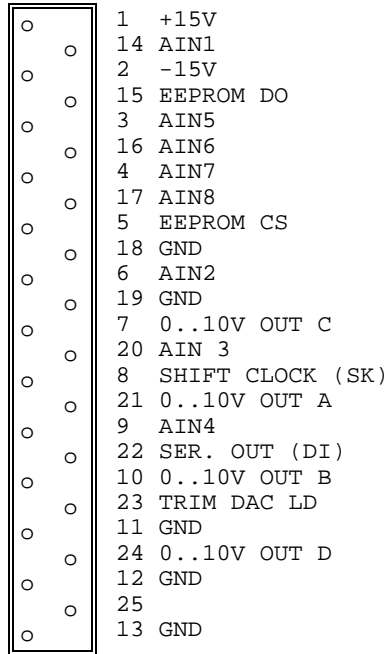 1 +15V
14 AIN1
2 -15V
15 EEPROM DO
3 AIN5
16 AIN6
4 AIN7
17 AIN8
5 EEPROM CS
18 GND
6 AIN2
19 GND
7 0..10V OUT C
20 AIN 3
8 SHIFT CLOCK (SK)
21 0..10V OUT A
9 AIN4
22 SER. OUT (DI)
10 0..10V OUT B
23 TRIM DAC LD
11 GND
24 0..10V OUT D
12 GND
25
13 GND